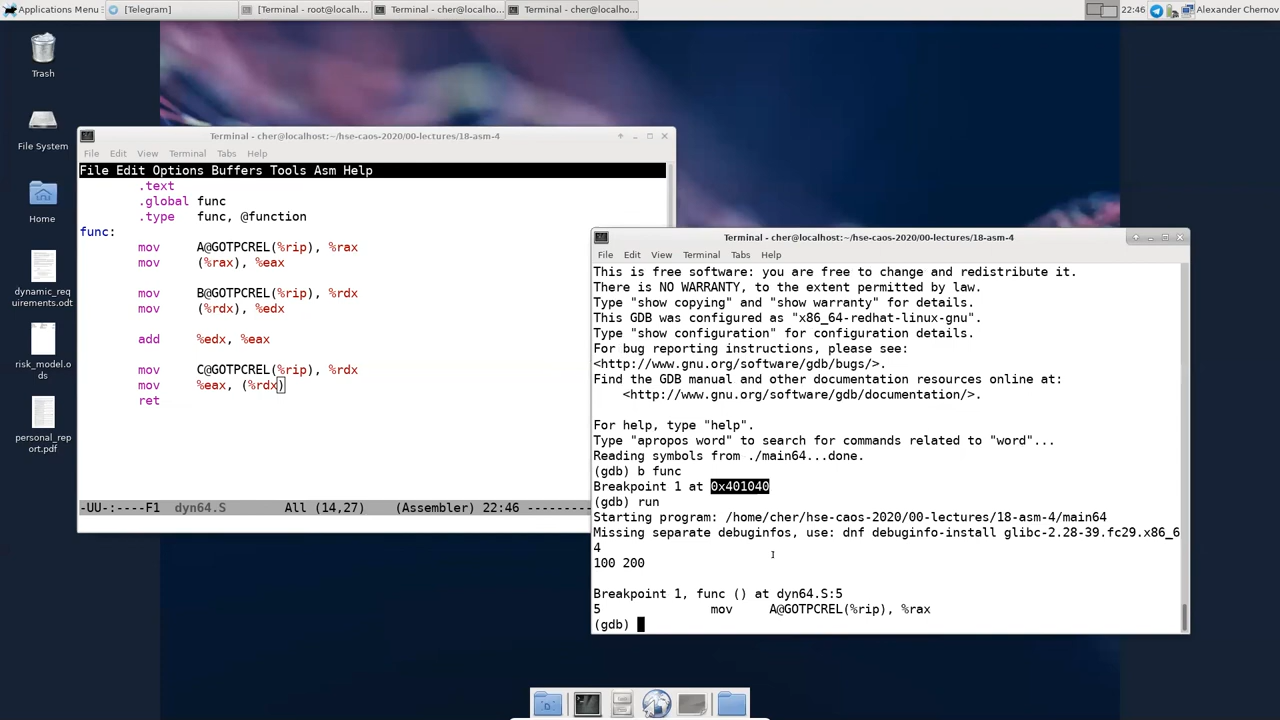 Applications Menu
[Telegram]
[Terminal - root@localh...
Terminal - cher@localho...
Terminal - cher@localho...
22:46
Alexander Chernov
Trash
File System
Home
dynamic_req
uirements.odt
risk_model.o
ds
personal_rep
ort.pdf
Terminal - cher@localhost:~/hse-caos-2020/00-lectures/18-asm-4
File Edit View Terminal Tabs Help
File Edit Options Buffers Tools Asm Help
.text
.global func
.type func, @function
func:
mov A@GOTPCREL(%rip), %rax
mov (%rax), %eax
mov B@GOTPCREL(%rip), %rdx
mov (%rdx), %edx
add %edx, %eax
mov C@GOTPCREL(%rip), %rdx
mov %eax, (%rdx)
ret
-UU-:----F1 dyn64.S All (14,27) (Assembler) 22:46 --------
Terminal - cher@localhost:~/hse-caos-2020/00-lectures/18-asm-4
File Edit View Terminal Tabs Help
This is free software: you are free to change and redistribute it.
There is NO WARRANTY, to the extent permitted by law.
Type "show copying" and "show warranty" for details.
This GDB was configured as "x86_64-redhat-linux-gnu".
Type "show configuration" for configuration details.
For bug reporting instructions, please see:
<http://www.gnu.org/software/gdb/bugs/>.
Find the GDB manual and other documentation resources online at:
<http://www.gnu.org/software/gdb/documentation/>.
For help, type "help".
Type "apropos word" to search for commands related to "word"...
Reading symbols from ./main64...done.
(gdb) b func
Breakpoint 1 at 0x401040
(gdb) run
Starting program: /home/cher/hse-caos-2020/00-lectures/18-asm-4/main64
Missing separate debuginfos, use: dnf debuginfo-install glibc-2.28-39.fc29.x86_6
4
100 200
Breakpoint 1, func () at dyn64.S:5
5 mov A@GOTPCREL(%rip), %rax
(gdb)